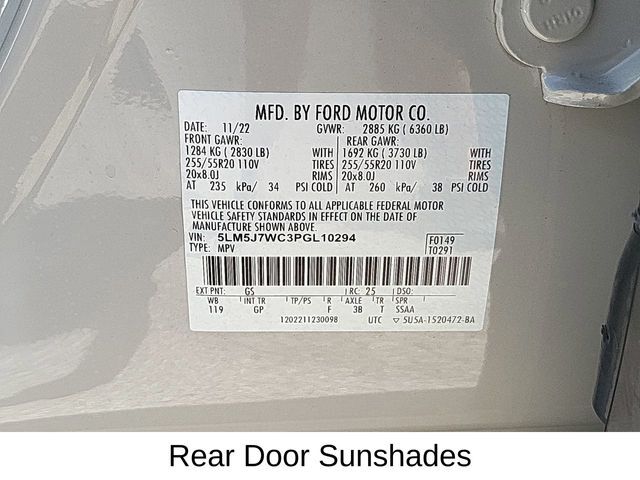 MFD. BY FORD MOTOR CO.
DATE: 11/22 GVWR: 2885 KG ( 6360 LB)
FRONT GAWR: REAR GAWR:
1284 KG ( 2830 LB) WITH 1692 KG ( 3730 LB) WITH
255/55R20 110V TIRES 255/55R20 110V TIRES
20x8.0J RIMS 20x8.0J RIMS
AT 235 kPa/ 34 PSI COLD AT 260 kPa/ 38 PSI COLD
THIS VEHICLE CONFORMS TO ALL APPLICABLE FEDERAL MOTOR
VEHICLE SAFETY STANDARDS IN EFFECT ON THE DATE OF
MANUFACTURE SHOWN ABOVE.
VIN: 5LM5J7WC3PGL10294 F0149
TYPE: MPV T0291
EXT PNT: GS RC: 25 DSO:
WB INT TR TP/PS R AXLE TR SPR
119 GP F 3B T SSAA
1202211230098 UTC ▽ 5U5A-1520472-BA
Rear Door Sunshades